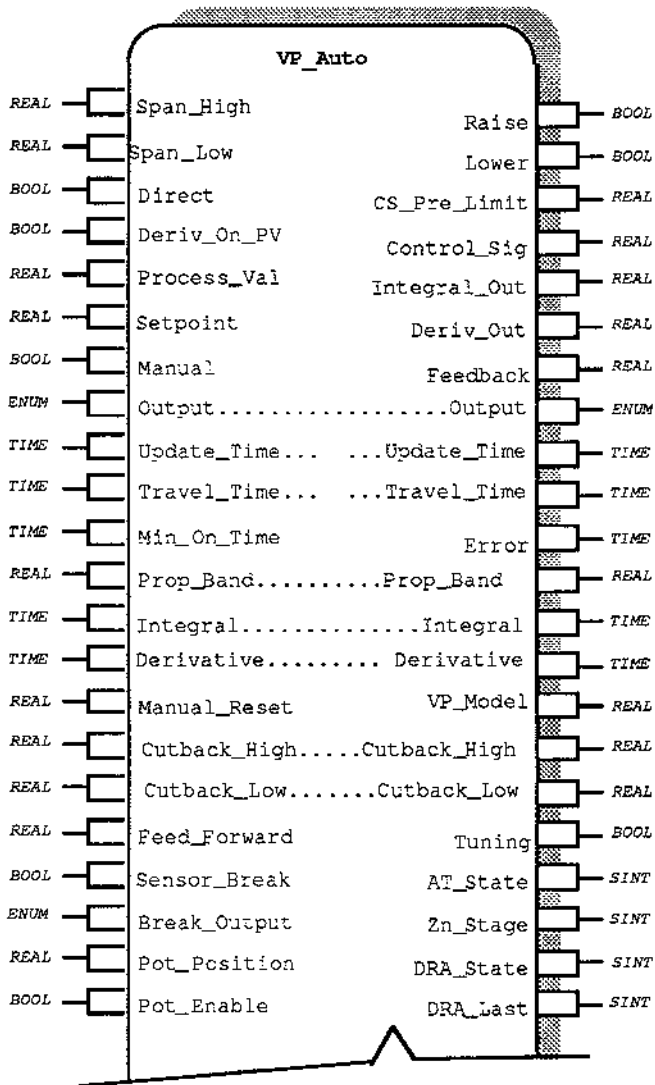 VP_Auto
REAL Span_High
Raise BOOL
REAL Span_Low
Lower BOOL
BOOL Direct
CS_Pre_Limit REAL
BOOL Deriv_On_PV
Control_Sig REAL
REAL Process_Val
Integral_Out REAL
REAL Setpoint
Deriv_Out REAL
BOOL Manual
Feedback REAL
ENUM Output....................Output ENUM
TIME Update_Time... ...Update_Time TIME
TIME Travel_Time... ...Travel_Time TIME
TIME Min_On_Time
Error TIME
REAL Prop_Band..........Prop_Band REAL
TIME Integral...............Integral TIME
TIME Derivative......... Derivative TIME
REAL Manual_Reset
VP_Model REAL
REAL Cutback_High.....Cutback_High REAL
REAL Cutback_Low.......Cutback_Low REAL
REAL Feed_Forward
Tuning BOOL
BOOL Sensor_Break
AT_State SINT
ENUM Break_Output
Zn_Stage SINT
REAL Pot_Position
DRA_State SINT
BOOL Pot_Enable
DRA_Last SINT